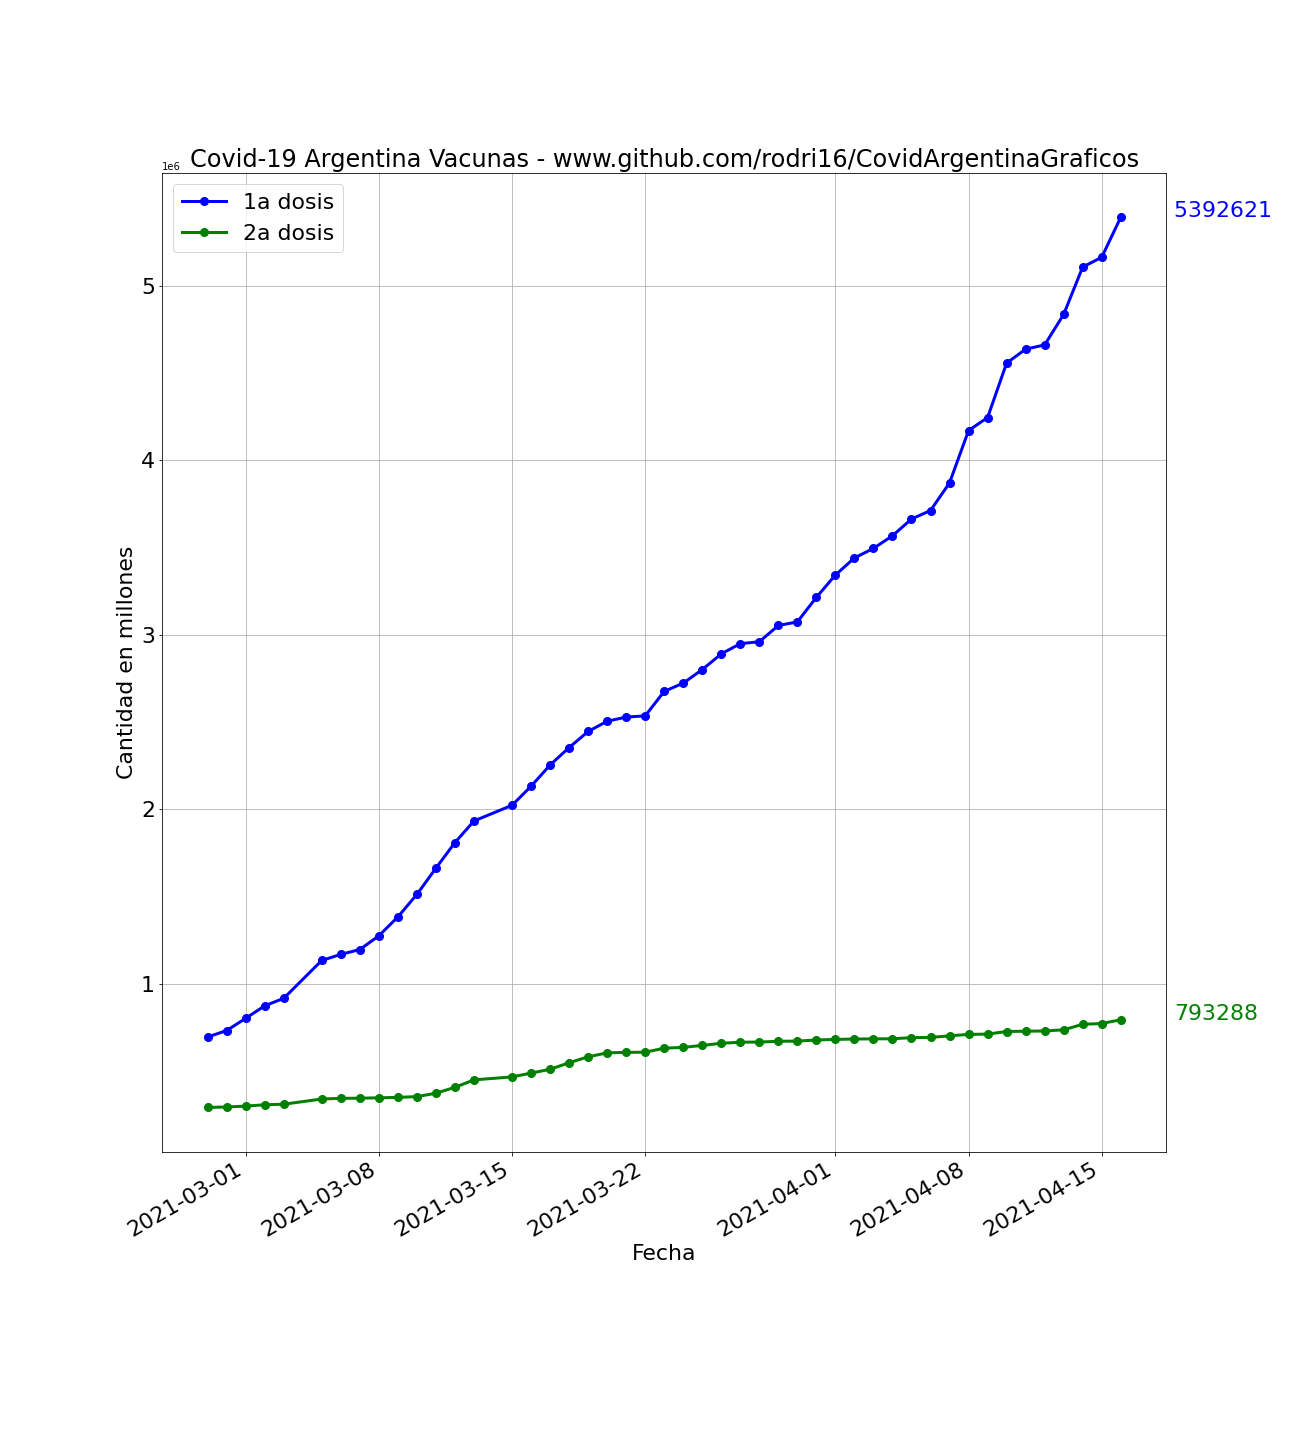 Covid-19 Argentina Vacunas - www.github.com/rodri16/CovidArgentinaGraficos
1e6
1a dosis
2a dosis
5392621
793288
5
4
3
2
1
Cantidad en millones
2021-03-01
2021-03-08
2021-03-15
2021-03-22
2021-04-01
2021-04-08
2021-04-15
Fecha